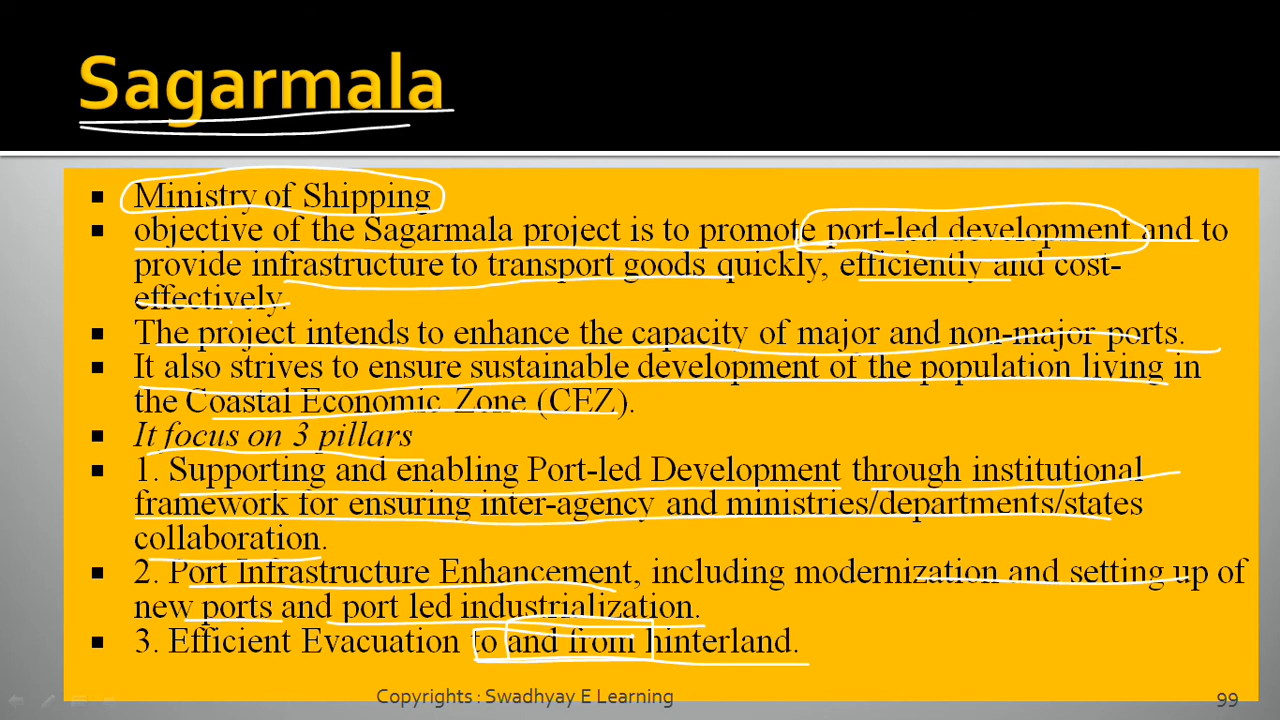 Sagarmala
Ministry of Shipping
objective of the Sagarmala project is to promote port-led development and to
provide infrastructure to transport goods quickly, efficiently and cost-
effectively.
The project intends to enhance the capacity of major and non-major ports.
It also strives to ensure sustainable development of the population living in
the Coastal Economic Zone (CEZ).
It focus on 3 pillars
1. Supporting and enabling Port-led Development through institutional
framework for ensuring inter-agency and ministries/departments/states
collaboration.
2. Port Infrastructure Enhancement, including modernization and setting up of
new ports and port led industrialization.
3. Efficient Evacuation to and from hinterland.
Copyrights : Swadhyay E Learning
99